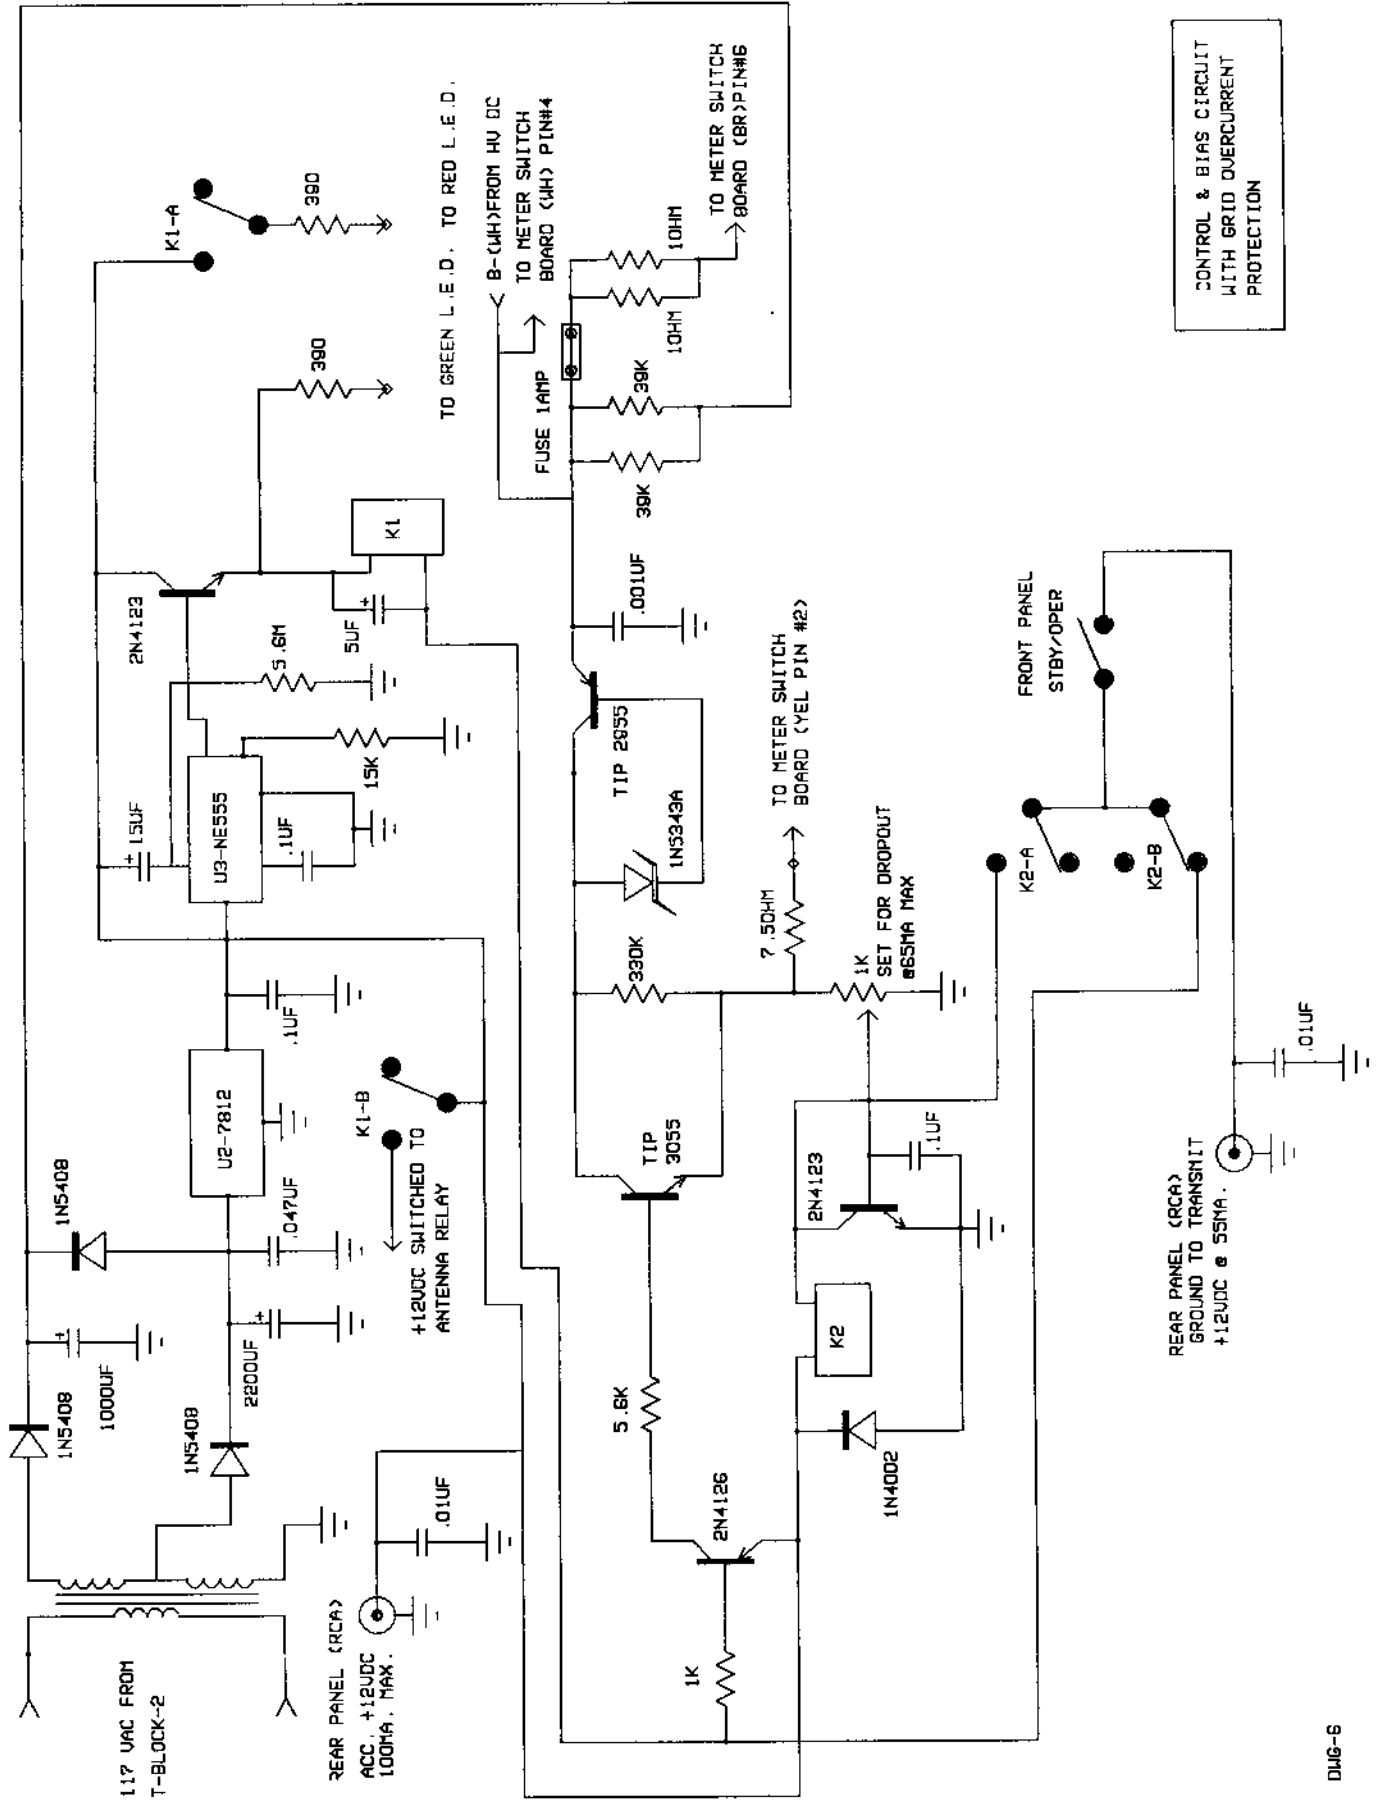 117 VAC FROM
T-BLOCK-2
1N5408
1000UF
1N5408
1N5408
2200UF
.047UF
U2-7812
.1UF
U3-NE555
15UF
.1UF
15K
5.6M
2N4123
5UF
K1
390
K1-A
390
TO GREEN L.E.D. TO RED L.E.D.
REAR PANEL (RCA)
ACC. +12VDC
100MA. MAX.
.01UF
K1-B
+12VDC SWITCHED TO
ANTENNA RELAY
B-(WH)FROM HV DC
TO METER SWITCH
BOARD (WH) PIN#4
FUSE 1AMP
39K
39K
1OHM
1OHM
TO METER SWITCH
BOARD (BR)PIN#6
.001UF
TIP 2955
1N5343A
330K
TIP
3055
5.6K
2N4126
1K
7.5OHM
TO METER SWITCH
BOARD (YEL PIN #2)
1K
SET FOR DROPOUT
@65MA MAX
2N4123
.1UF
K2
1N4002
K2-A
K2-B
FRONT PANEL
STBY/OPER
REAR PANEL (RCA)
GROUND TO TRANSMIT
+12VDC @ 55MA.
.01UF
CONTROL & BIAS CIRCUIT
WITH GRID OVERCURRENT
PROTECTION
DWG-6